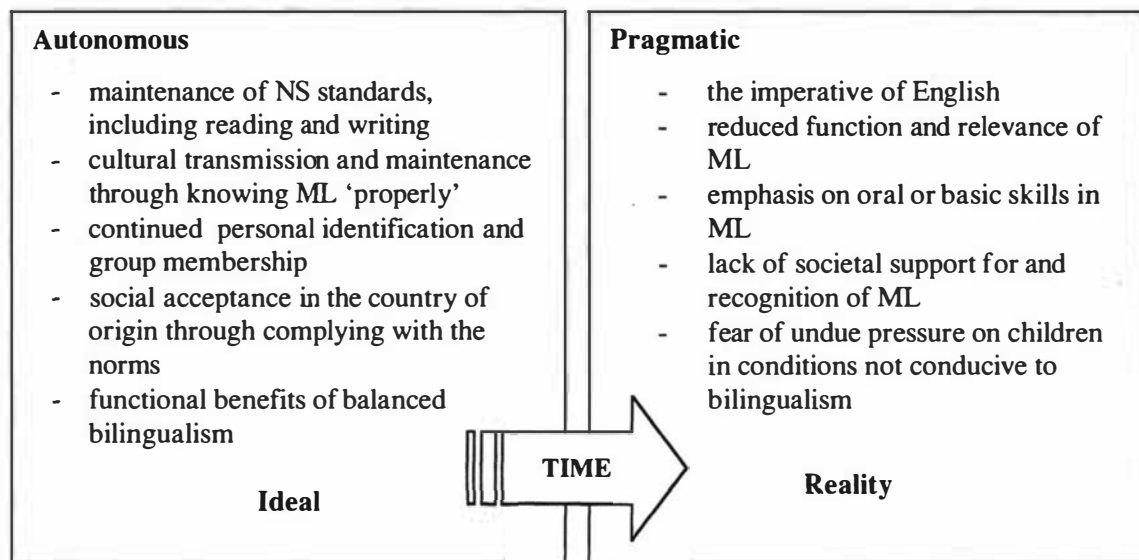 Autonomous
- maintenance of NS standards,
including reading and writing
- cultural transmission and maintenance
through knowing ML ‘properly’
- continued personal identification and
group membership
- social acceptance in the country of
origin through complying with the
norms
- functional benefits of balanced
bilingualism
Ideal
TIME
Pragmatic
- the imperative of English
- reduced function and relevance of
ML
- emphasis on oral or basic skills in
ML
- lack of societal support for and
recognition of ML
- fear of undue pressure on children
in conditions not conducive to
bilingualism
Reality